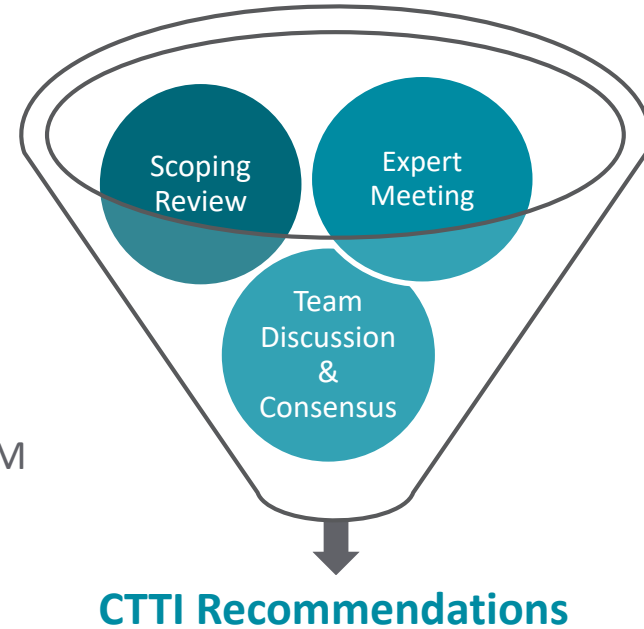 Scoping
Review
Expert
Meeting
Team
Discussion
&
Consensus
M
CTTI Recommendations